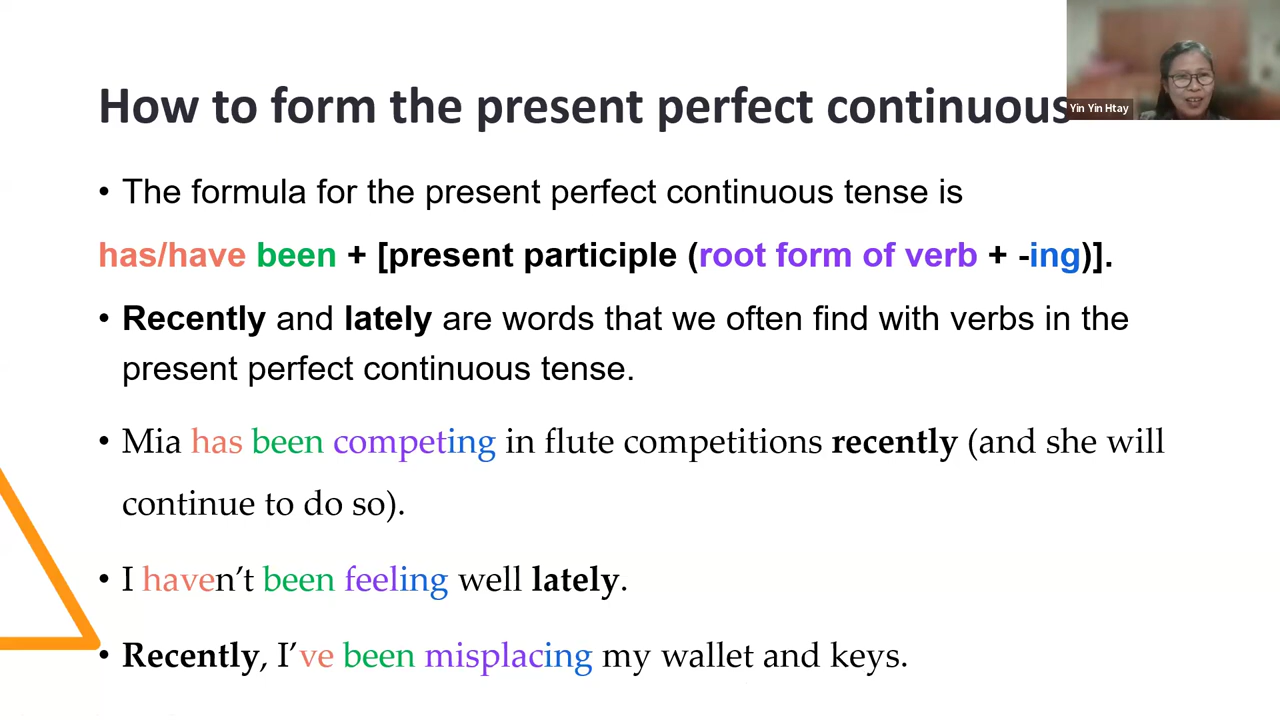 How to form the present perfect continuous
Yin Yin Htay
• The formula for the present perfect continuous tense is
has/have been + [present participle (root form of verb + -ing)].
• Recently and lately are words that we often find with verbs in the
present perfect continuous tense.
• Mia has been competing in flute competitions recently (and she will
continue to do so).
• I haven’t been feeling well lately.
• Recently, I’ve been misplacing my wallet and keys.